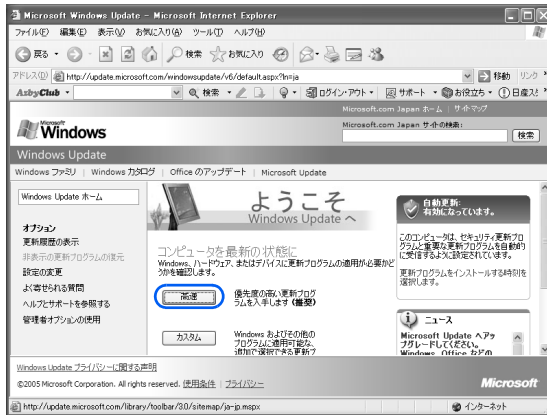 Microsoft Windows Update - Microsoft Internet Explorer
ファイル(F) 編集(E) 表示(V) お気に入り(A) ツール(T) ヘルプ(H)
戻る 検索 お気に入り
アドレス(D) http://update.microsoft.com/windowsupdate/v6/default.aspx?ln=ja 移動 リンク
AzbyClub 検索 ログイン・アウト サポート お役立ち 日産ス!
Microsoft.com Japan ホーム | サイトマップ
Microsoft Windows
Microsoft.com Japan サイトの検索:
検索
Windows Update
Windows ファミリ | Windows カタログ | Office のアップデート | Microsoft Update
Windows Update ホーム
オプション
更新履歴の表示
非表示の更新プログラムの復元
設定の変更
よく寄せられる質問
ヘルプとサポートを参照する
管理者オプションの使用
ようこそ
Windows Update へ
コンピュータを最新の状態に
Windows、ハードウェア、またはデバイスに更新プログラムの適用が必要かど
うかを確認します。
高速
優先度の高い更新プログ
ラムを入手します (推奨)
カスタム
Windows およびその他の
プログラムに適用可能な、
追加で選択できる更新プ
自動更新:
有効になっています。
このコンピュータは、セキュリティ更新プロ
グラムと重要な更新プログラムを自動的
に受信するように設定されています。
更新プログラムをインストールする時刻を
選択します。
ニュース
Microsoft Update へアッ
プグレードしてください。
Windows、Office などの
Windows Update プライバシーに関する声明
©2005 Microsoft Corporation. All rights reserved. 使用条件 | プライバシー
Microsoft
http://update.microsoft.com/library/toolbar/3.0/sitemap/ja-jp.mspx
インターネット